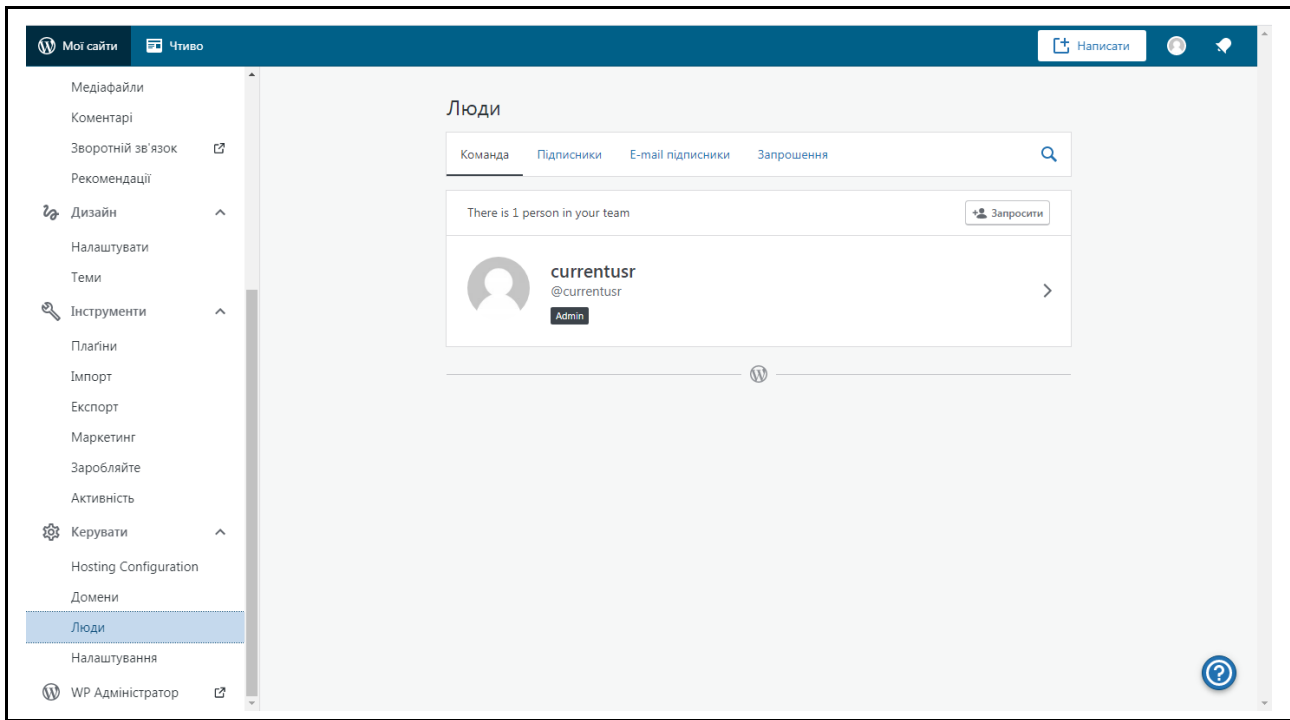 Мої сайти
Чтиво
Написати
Медіафайли
Коментарі
Зворотній зв'язок
Рекомендації
Дизайн
Налаштувати
Теми
Інструменти
Плаґіни
Імпорт
Експорт
Маркетинг
Заробляйте
Активність
Керувати
Hosting Configuration
Домени
Люди
Налаштування
WP Адміністратор
Люди
Команда
Підписники
E-mail підписники
Запрошення
There is 1 person in your team
Запросити
currentusr
@currentusr
Admin